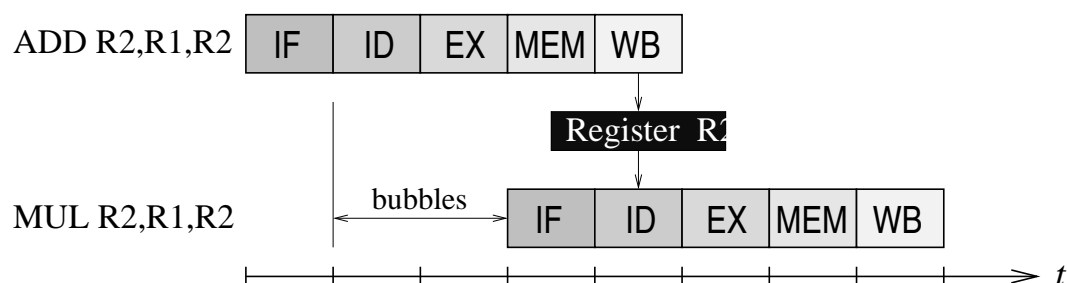 ADD R2,R1,R2 IF ID EX MEM WB
Register R2
bubbles
MUL R2,R1,R2 IF ID EX MEM WB
t